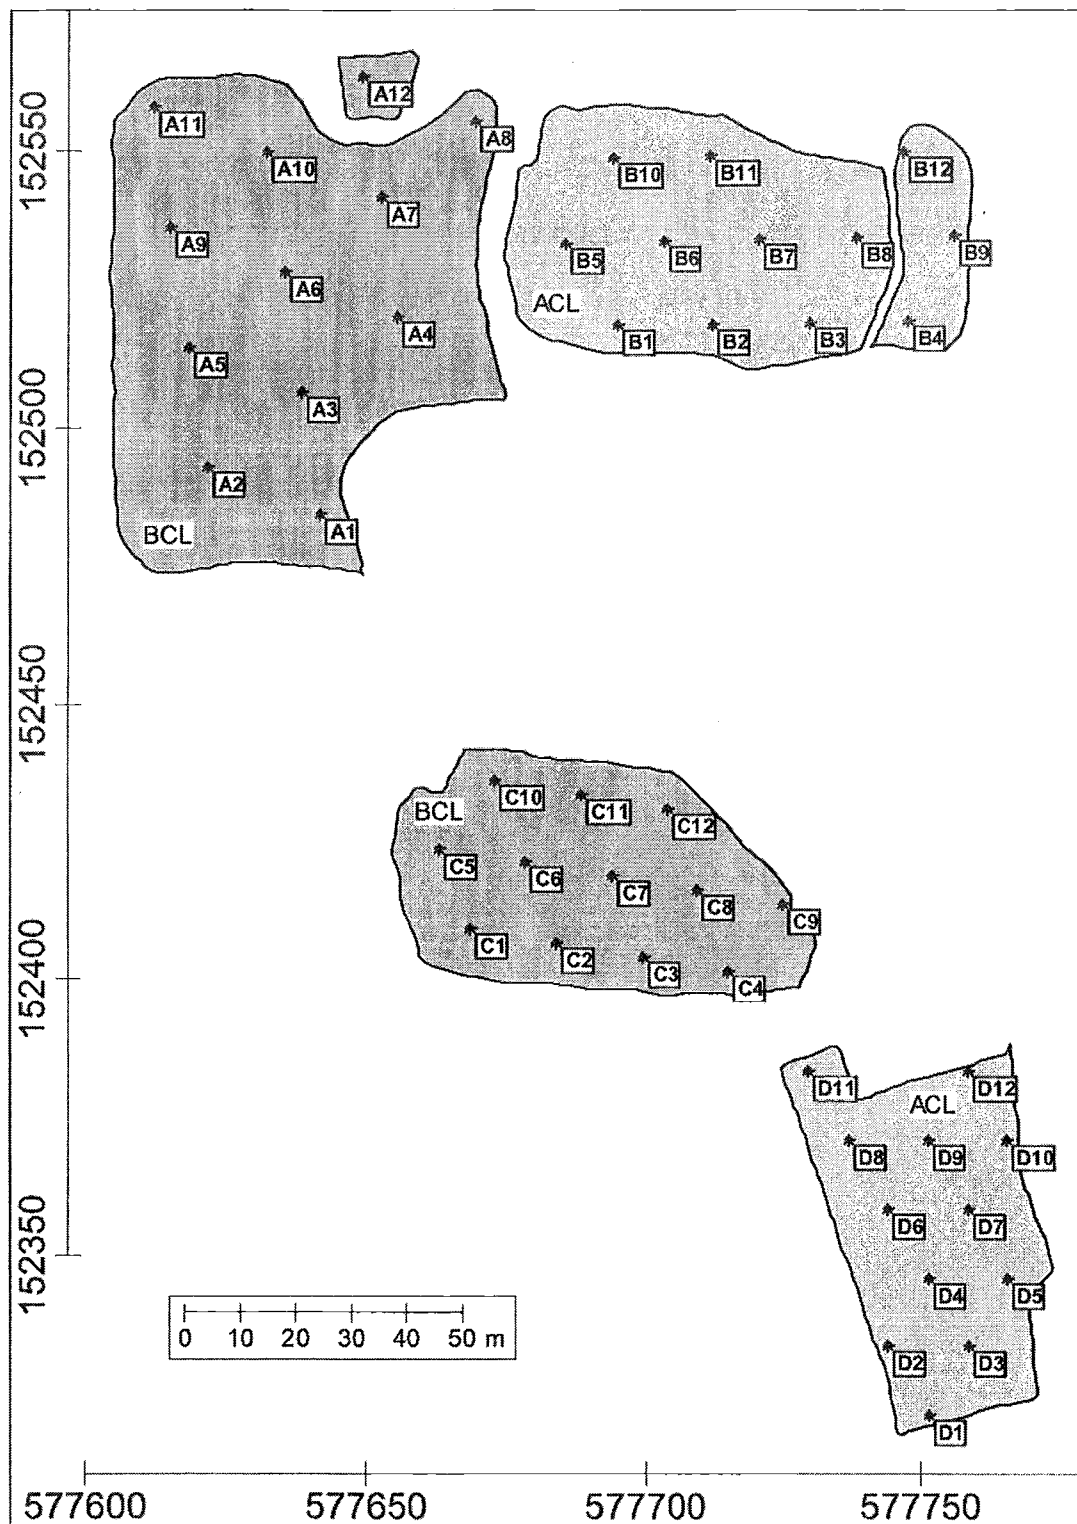 152550
152500
152450
152400
152350
A12
A11
A8
A10
A7
A9
A6
A4
A5
A3
A2
A1
BCL
B10
B11
B12
B5
B6
B7
B8
B9
ACL
B1
B2
B3
B4
BCL
C10
C11
C12
C5
C6
C7
C8
C9
C1
C2
C3
C4
D11
D12
ACL
D8
D9
D10
D6
D7
D4
D5
D2
D3
D1
0 10 20 30 40 50 m
577600 577650 577700 577750